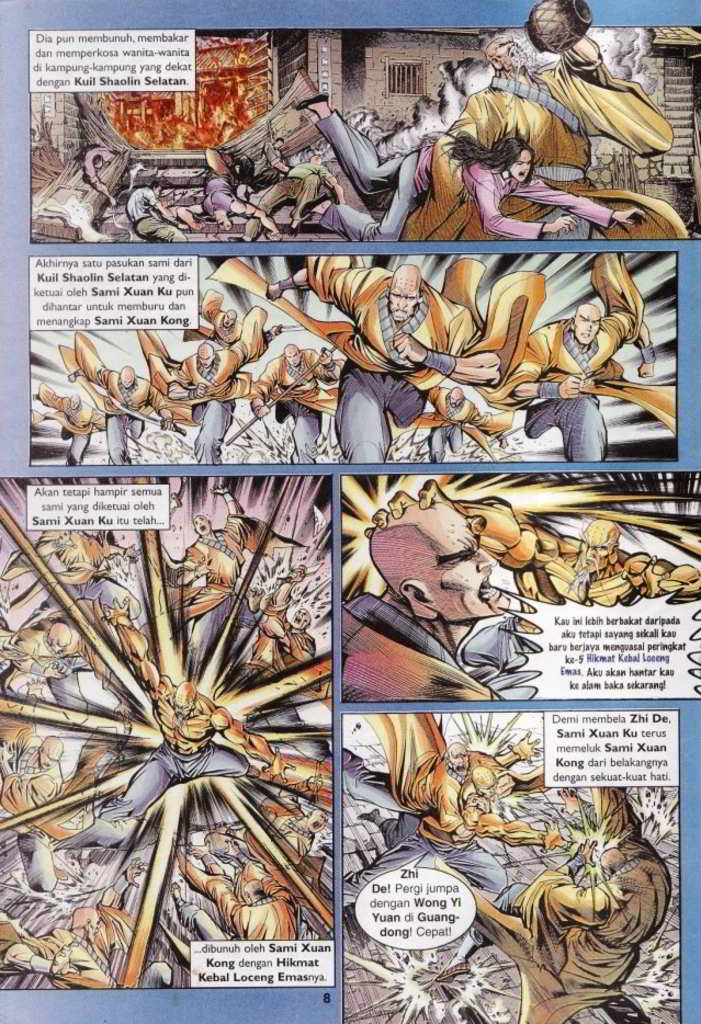 Dia pun membunuh, membakar
dan memperkosa wanita-wanita
di kampung-kampung yang dekat
dengan Kuil Shaolin Selatan.
Akhirnya satu pasukan sami dari
Kuil Shaolin Selatan yang di-
ketuai oleh Sami Xuan Ku pun
dihantar untuk memburu dan
menangkap Sami Xuan Kong.
Akan tetapi hampir semua
sami yang diketuai oleh
Sami Xuan Ku itu telah...
...dibunuh oleh Sami Xuan
Kong dengan Hikmat
Kebal Loceng Emasnya.
Kau ini lebih berbakat daripada
aku tetapi sayang sekali kau
baru berjaya menguasai peringkat
ke-5 Hikmat Kebal Loceng
Emas. Aku akan hantar kau
ke alam baka sekarang!
Demi membela Zhi De,
Sami Xuan Ku terus
memeluk Sami Xuan
Kong dari belakangnya
dengan sekuat-kuat hati.
Zhi
De! Pergi jumpa
dengan Wong Yi
Yuan di Guang-
dong! Cepat!
8